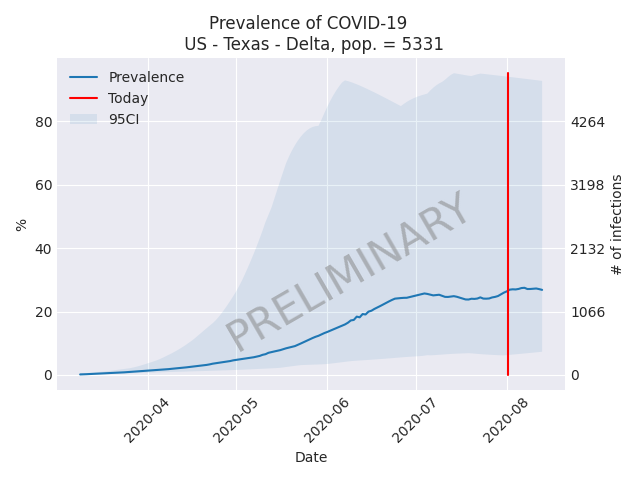 Prevalence of COVID-19
US - Texas - Delta, pop. = 5331
Prevalence
Today
95CI
80
60
40
20
0
%
4264
3198
2132
1066
0
# of infections
PRELIMINARY
2020-04
2020-05
2020-06
2020-07
2020-08
Date